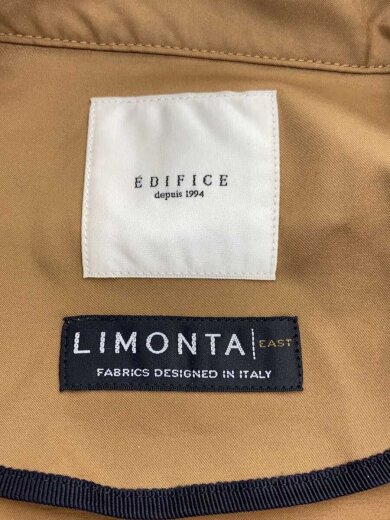 ÉDIFICE
depuis 1994
LIMONTA EAST
FABRICS DESIGNED IN ITALY